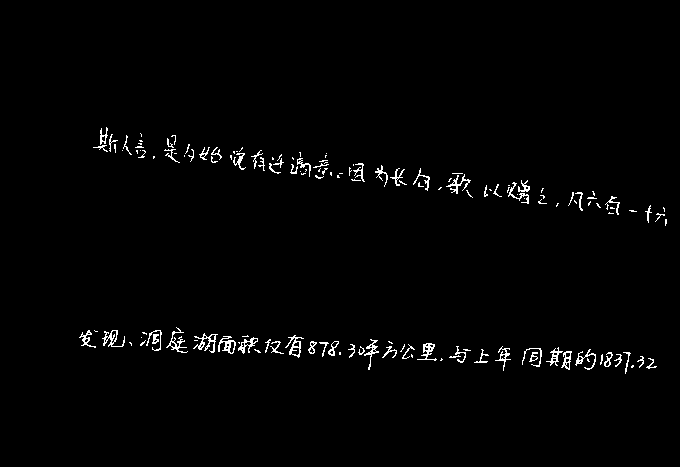 斯人言,是夕始觉有迁谪意。因为长句,歌以赠之,凡六百一十六
发现、洞庭湖面积仅有878.30平方公里,与上年同期的1837.32